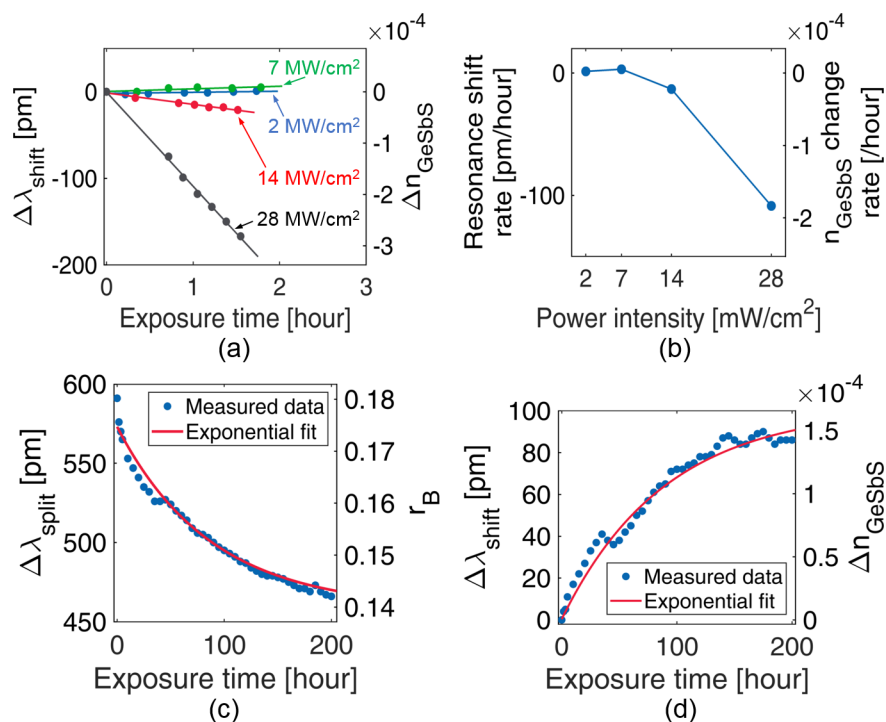 ×10⁻⁴
Δλshift [pm]
0
-100
-200
7 MW/cm²
2 MW/cm²
14 MW/cm²
28 MW/cm²
0
-1
-2
-3
ΔnGeSbS
0 1 2 3
Exposure time [hour]
(a)
×10⁻⁴
Resonance shift
rate [pm/hour]
0
-100
0
-1
-2
nGeSbS change
rate [/hour]
2 7 14 28
Power intensity [mW/cm²]
(b)
Δλsplit [pm]
600
550
500
450
Measured data
Exponential fit
0.18
0.17
0.16
0.15
0.14
rB
0 100 200
Exposure time [hour]
(c)
×10⁻⁴
Δλshift [pm]
100
80
60
40
20
0
Measured data
Exponential fit
1.5
1
0.5
0
ΔnGeSbS
0 100 200
Exposure time [hour]
(d)